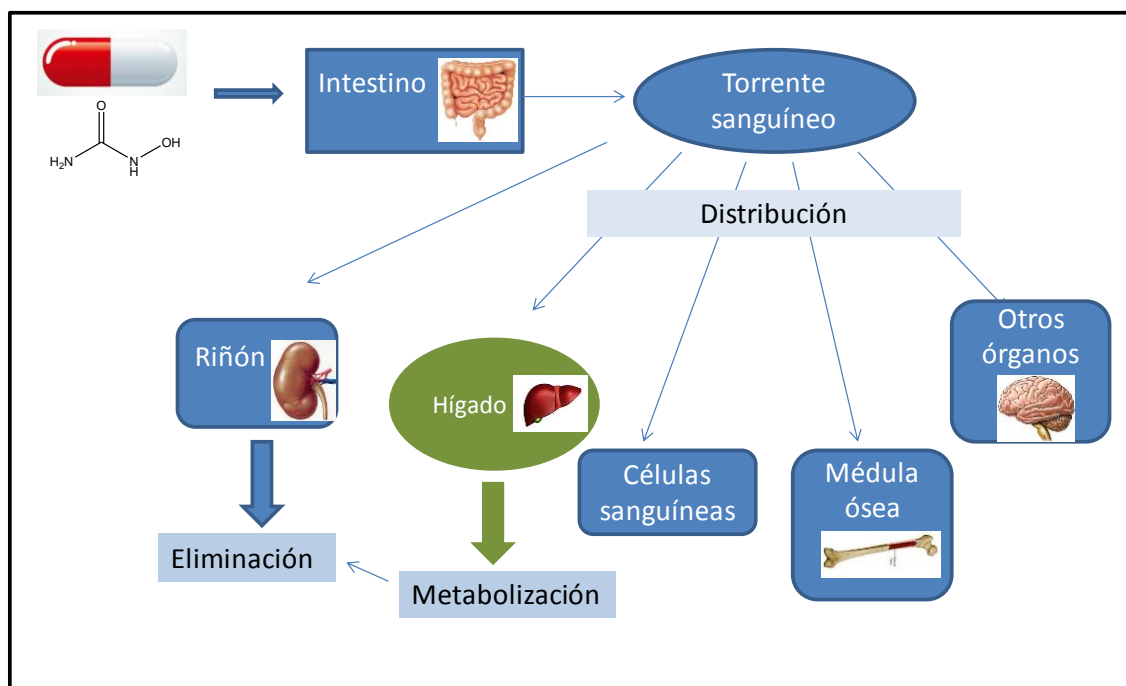 Intestino
Torrente
sanguíneo
O
H₂N
N
H
OH
Distribución
Riñón
Hígado
Células
sanguíneas
Médula
ósea
Otros
órganos
Eliminación
Metabolización